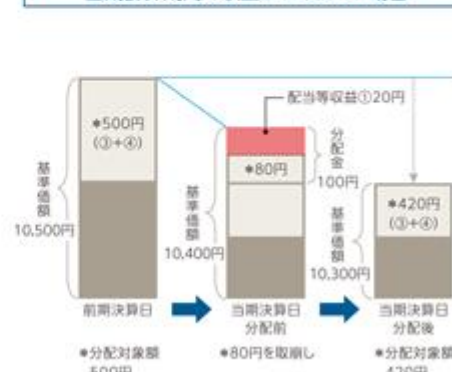 配当等収益①20円
*500円
(③+④)
分配金
100円
*80円
基準価額
10,500円
基準価額
10,400円
基準価額
10,300円
*420円
(③+④)
前期決算日
当期決算日
分配前
当期決算日
分配後
*分配対象額
500円
*80円を取崩し
*分配対象額
420円